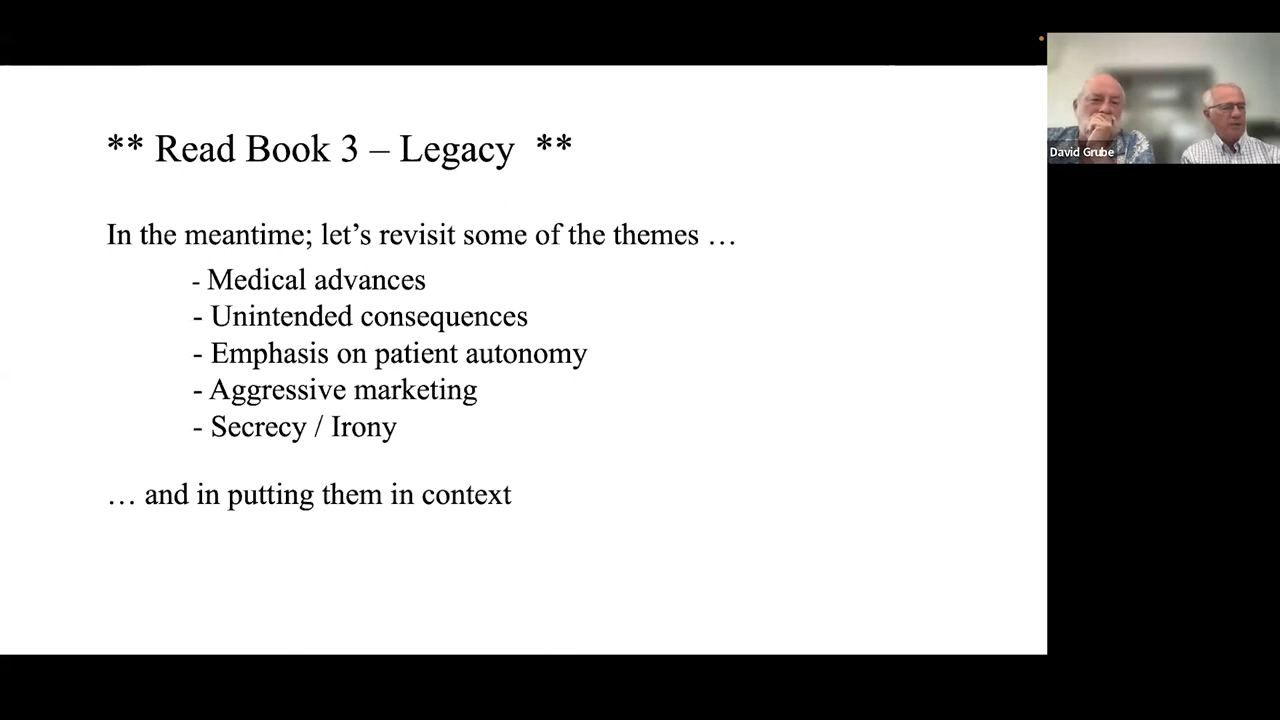 ** Read Book 3 – Legacy **
In the meantime; let’s revisit some of the themes …
- Medical advances
- Unintended consequences
- Emphasis on patient autonomy
- Aggressive marketing
- Secrecy / Irony
… and in putting them in context
David Grube